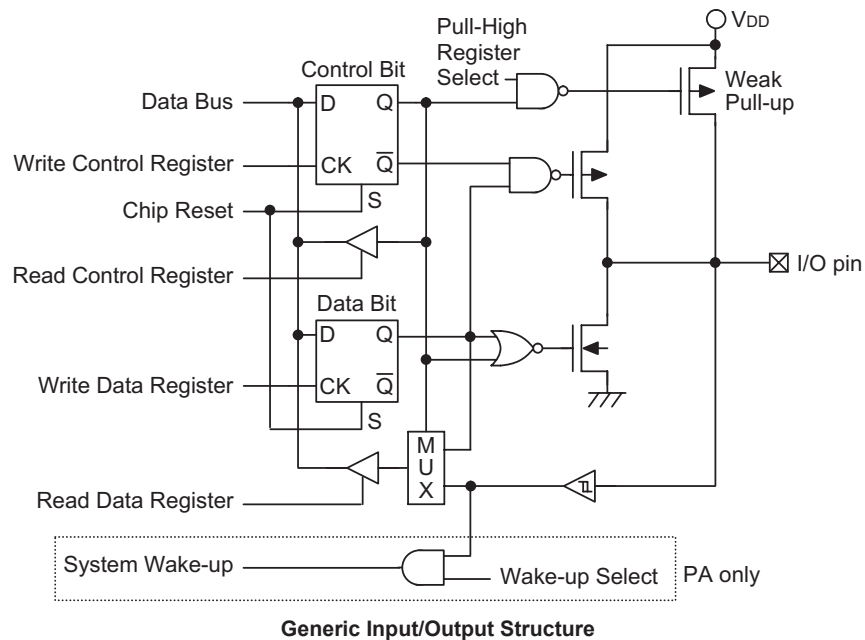 VDD
Pull-High
Register
Select
Control Bit
Weak
Pull-up
Data Bus
D
Q
Write Control Register
CK
Q
S
Chip Reset
Read Control Register
I/O pin
Data Bit
D
Q
Write Data Register
CK
Q
S
M
U
X
Read Data Register
System Wake-up
Wake-up Select
PA only
Generic Input/Output Structure